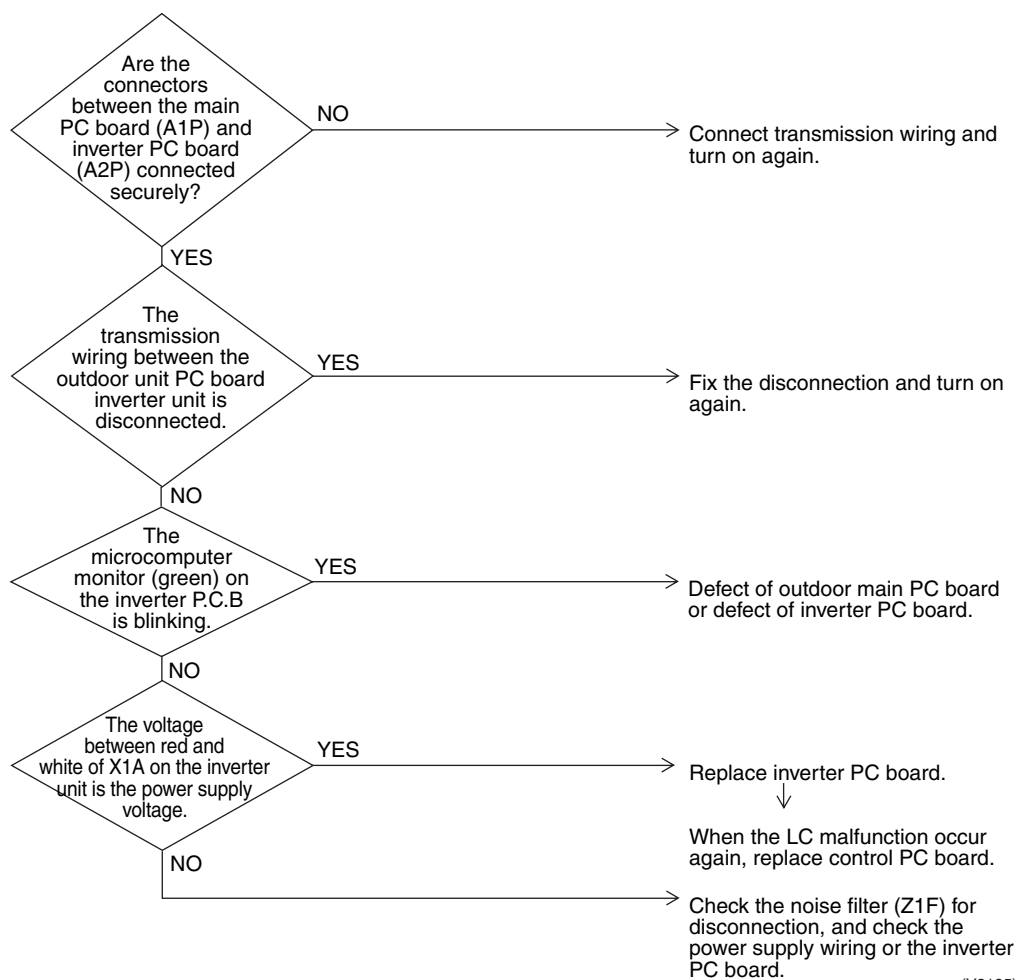 Are the
connectors
between the main
PC board (A1P) and
inverter PC board
(A2P) connected
securely?
NO
Connect transmission wiring and
turn on again.
YES
The
transmission
wiring between the
outdoor unit PC board
inverter unit is
disconnected.
YES
Fix the disconnection and turn on
again.
NO
The
microcomputer
monitor (green) on
the inverter P.C.B
is blinking.
YES
Defect of outdoor main PC board
or defect of inverter PC board.
NO
The voltage
between red and
white of X1A on the inverter
unit is the power supply
voltage.
YES
Replace inverter PC board.
When the LC malfunction occur
again, replace control PC board.
NO
Check the noise filter (Z1F) for
disconnection, and check the
power supply wiring or the inverter
PC board.